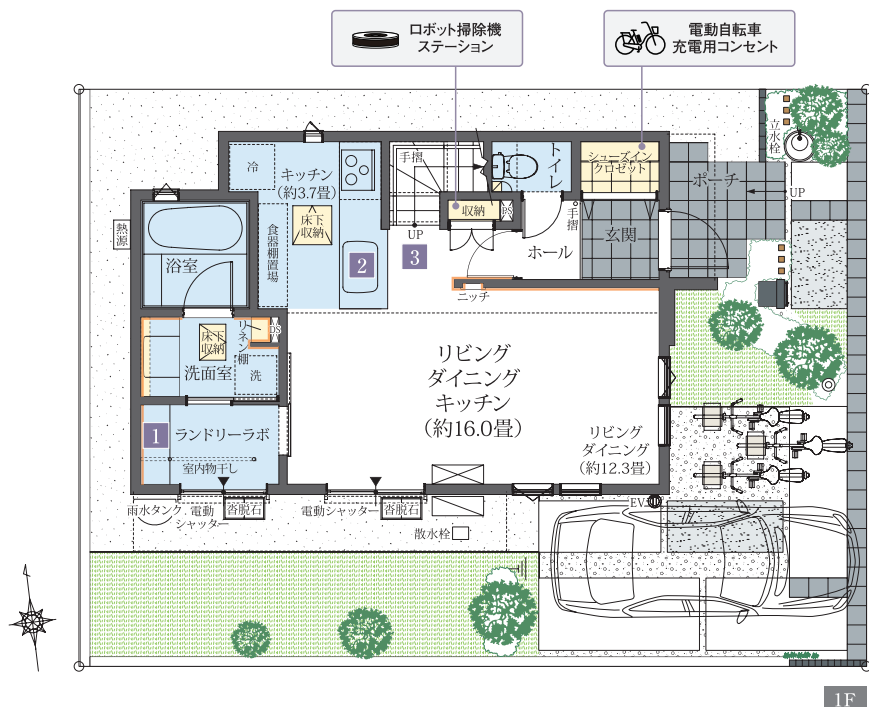 ロボット掃除機
ステーション
電動自転車
充電用コンセント
立水栓
手摺
トイレ
シューズイン
クロゼット
ポーチ
UP
冷
キッチン
(約3.7畳)
床下
収納
収納
PS
手摺
玄関
ホール
UP
食器棚置場
熱源
浴室
2
3
ニッチ
リネン棚
DS
床下
収納
洗面室
洗
リビング
ダイニング
キッチン
(約16.0畳)
リビング
ダイニング
(約12.3畳)
1
ランドリーラボ
室内物干し
雨水タンク
電動
シャッター
沓脱石
電動シャッター
沓脱石
散水栓
EV
1F